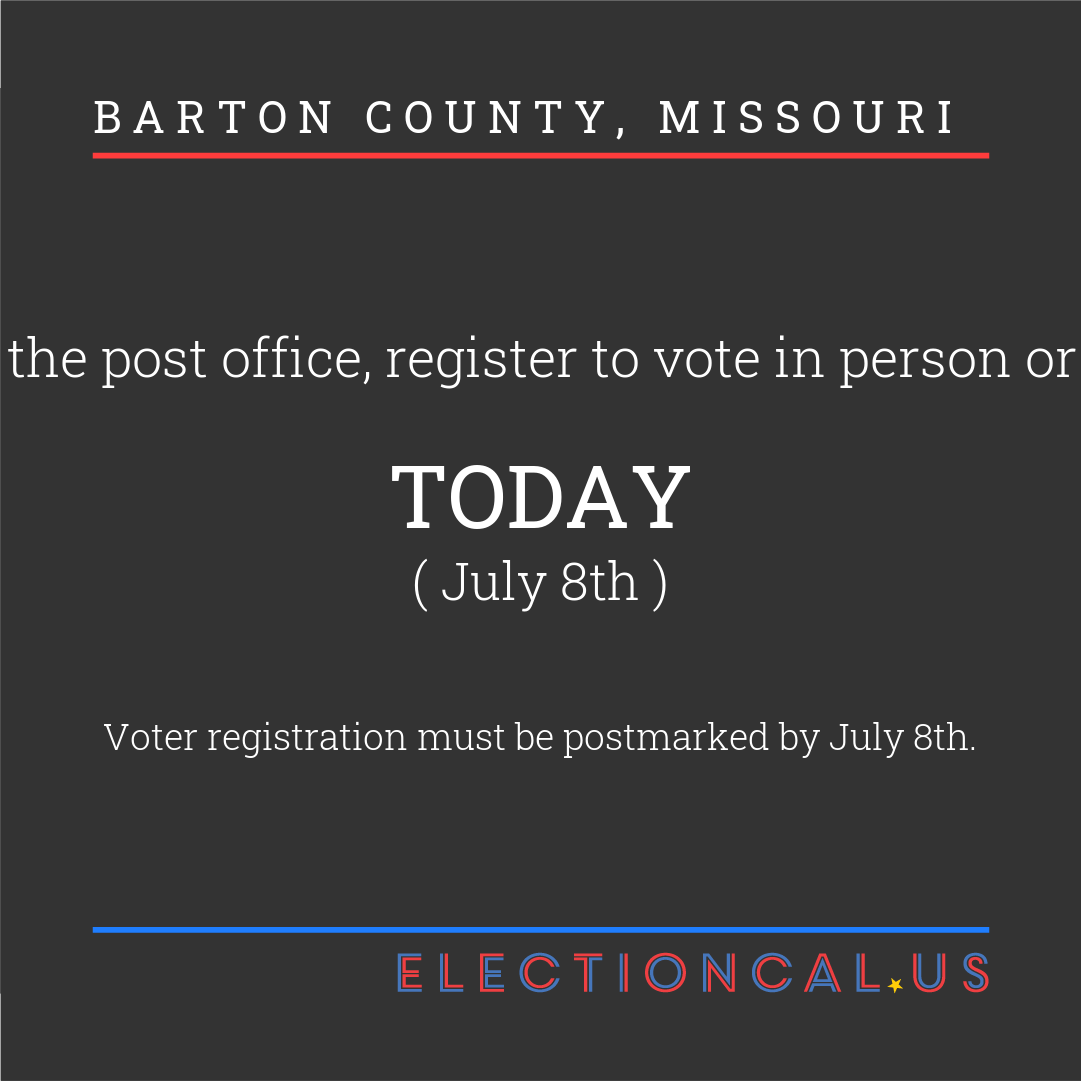 BARTON COUNTY, MISSOURI
the post office, register to vote in person or
TODAY
( July 8th )
Voter registration must be postmarked by July 8th.
ELECTIONCAL.US